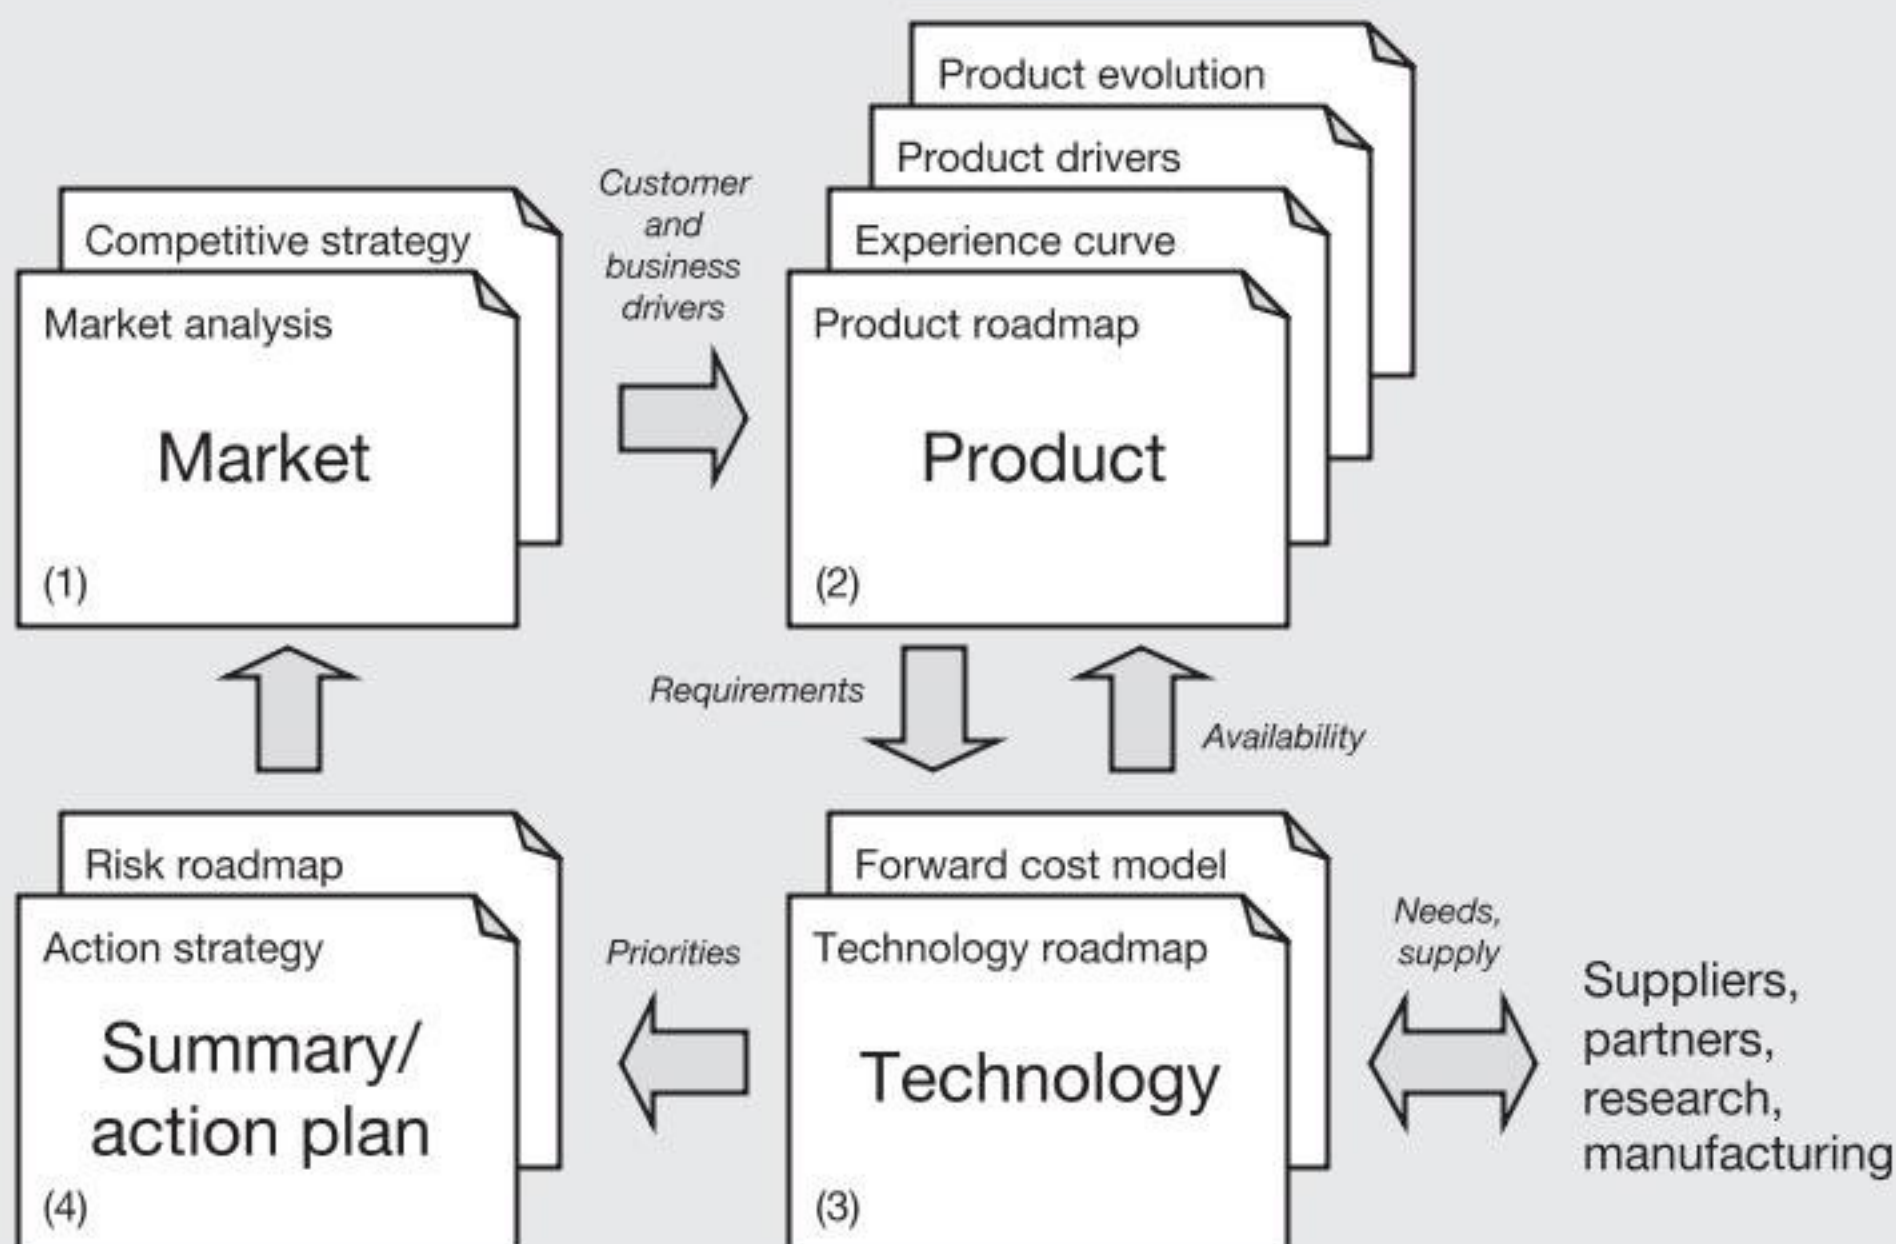 Product evolution
Product drivers
Experience curve
Product roadmap
Product
(2)
Competitive strategy
Market analysis
Market
(1)
Customer
and
business
drivers
Requirements
Availability
Risk roadmap
Action strategy
Summary/
action plan
(4)
Priorities
Forward cost model
Technology roadmap
Technology
(3)
Needs,
supply
Suppliers,
partners,
research,
manufacturing